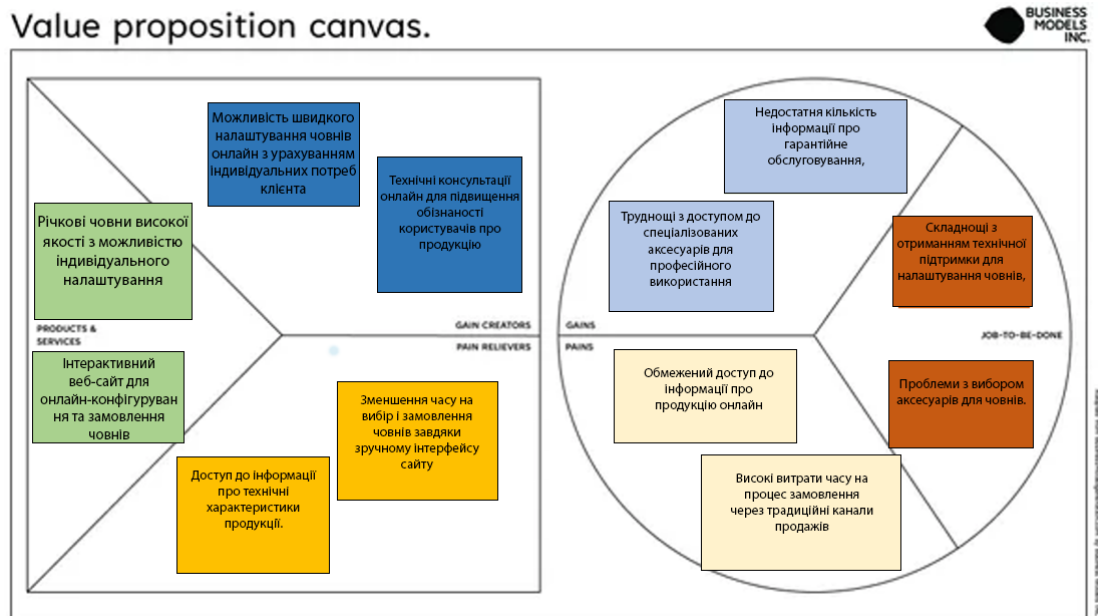 Value proposition canvas.
BUSINESS
MODELS
INC.
Можливість швидкого
налаштування човнів
онлайн з урахуванням
індивідуальних потреб
клієнта
Технічні консультації
онлайн для підвищення
обізнаності
користувачів про
продукцію
Річкові човни високої
якості з можливістю
індивідуального
налаштування
PRODUCTS &
SERVICES
Інтерактивний
веб-сайт для
онлайн-конфігуруван
ня та замовлення
човнів
GAIN CREATORS
PAIN RELIEVERS
Зменшення часу на
вибір і замовлення
човнів завдяки
зручному інтерфейсу
сайту
Доступ до інформації
про технічні
характеристики
продукції.
Недостатня кількість
інформації про
гарантійне
обслуговування,
Труднощі з доступом до
спеціалізованих
аксесуарів для
професійного
використання
GAINS
PAINS
Складнощі з
отриманням технічної
підтримки для
налаштування човнів,
JOB-TO-BE-DONE
Обмежений доступ до
інформації про
продукцію онлайн
Проблеми з вибором
аксесуарів для човнів.
Високі витрати часу на
процес замовлення
через традиційні канали
продажів